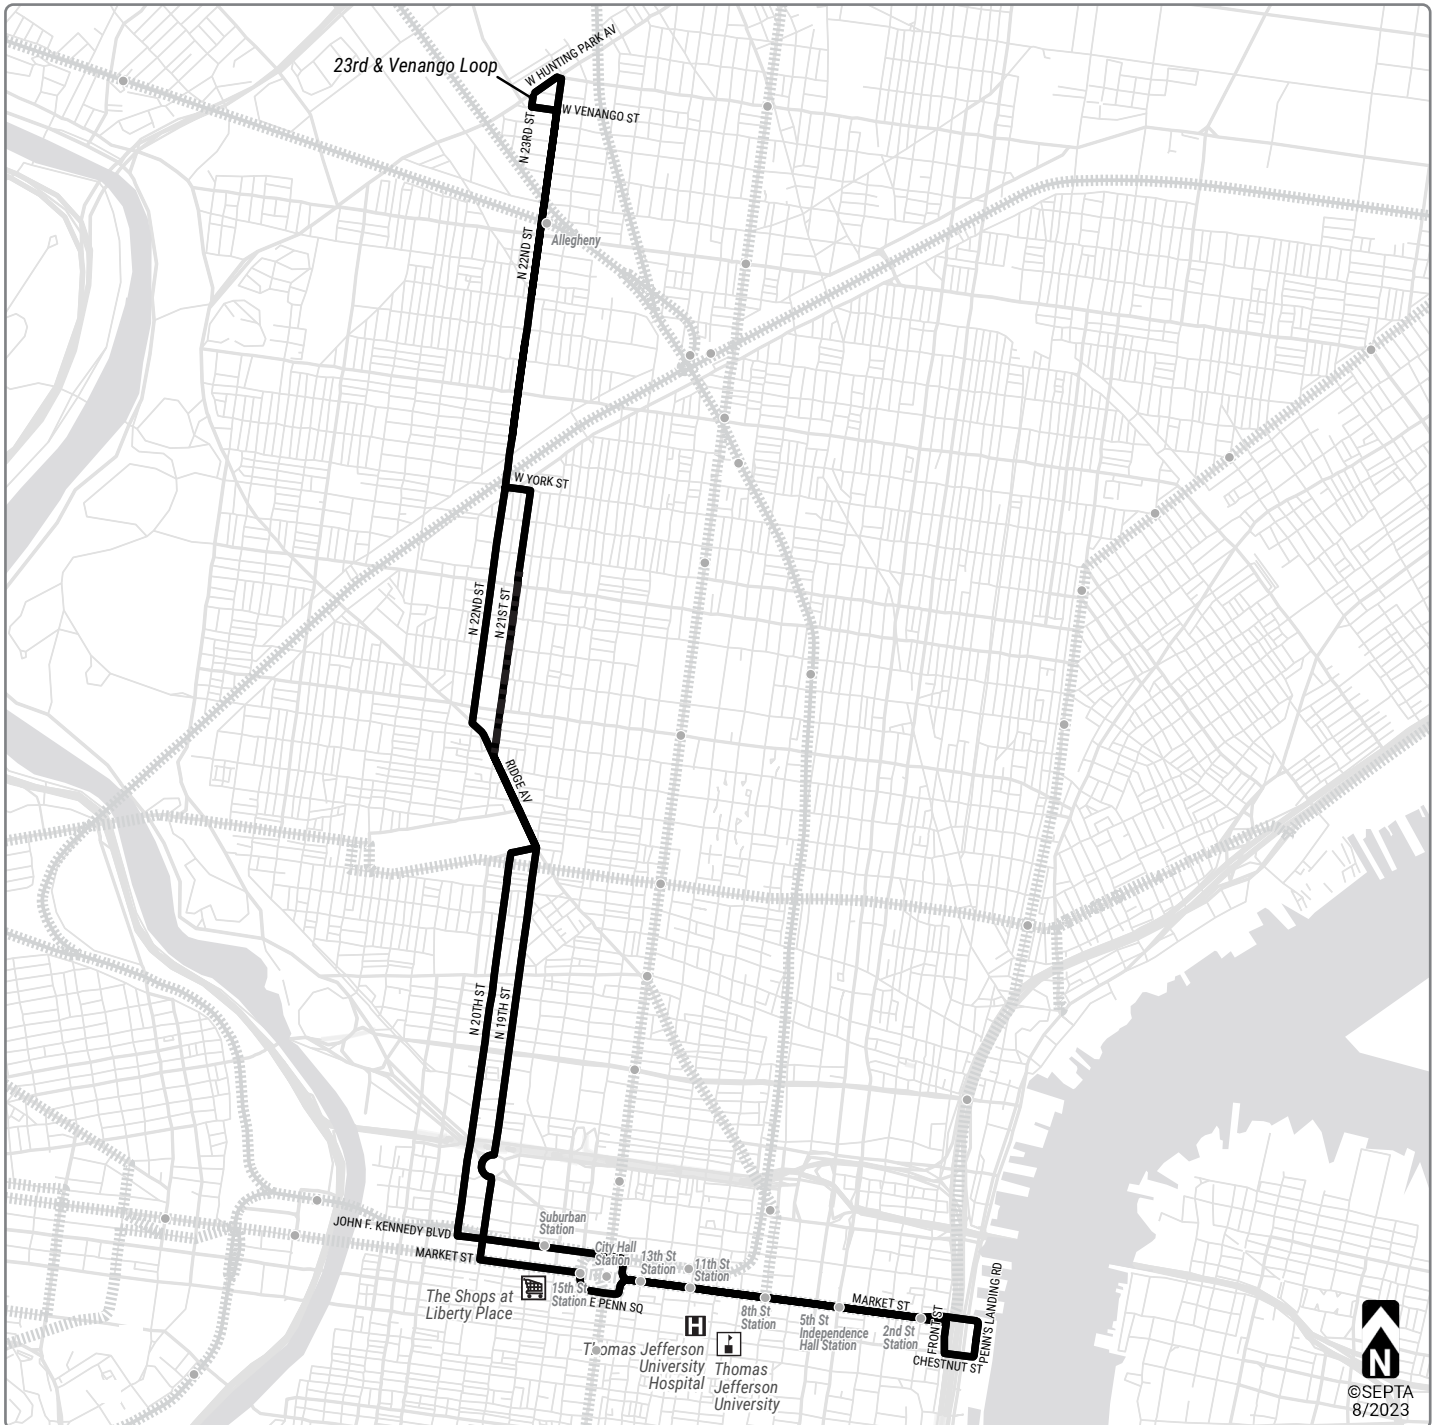 W HUNTING PARK AV
23rd & Venango Loop
W VENANGO ST
N 23RD ST
N 22ND ST
Allegheny
W YORK ST
N 22ND ST
N 21ST ST
RIDGE AV
N 20TH ST
N 19TH ST
JOHN F. KENNEDY BLVD
Suburban
Station
MARKET ST
City Hall
Station
13th St
Station
11th St
Station
The Shops at
Liberty Place
15th St
Station
E PENN SQ
8th St
Station
5th St
Independence
Hall Station
MARKET ST
2nd St
Station
FRONT ST
PENN'S LANDING RD
CHESTNUT ST
H
Thomas Jefferson
University
Hospital
Thomas
Jefferson
University
N
©SEPTA
8/2023